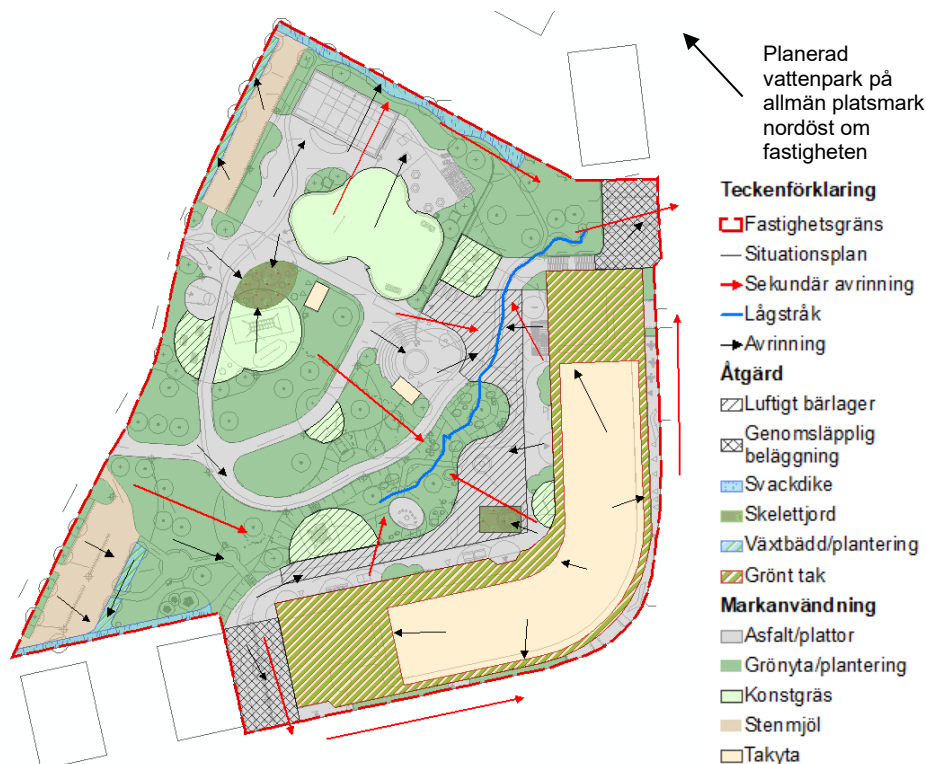 Planerad
vattenpark på
allmän platsmark
nordöst om
fastigheten
Teckenförklaring
Fastighetsgräns
Situationsplan
Sekundär avrinning
Lågstråk
Avrinning
Åtgärd
Luftigt bärlager
Genomsläpplig
beläggning
Svackdike
Skelettjord
Växtbädd/plantering
Grönt tak
Markanvändning
Asfalt/plattor
Grönyta/plantering
Konstgräs
Stenmjöl
Takyta